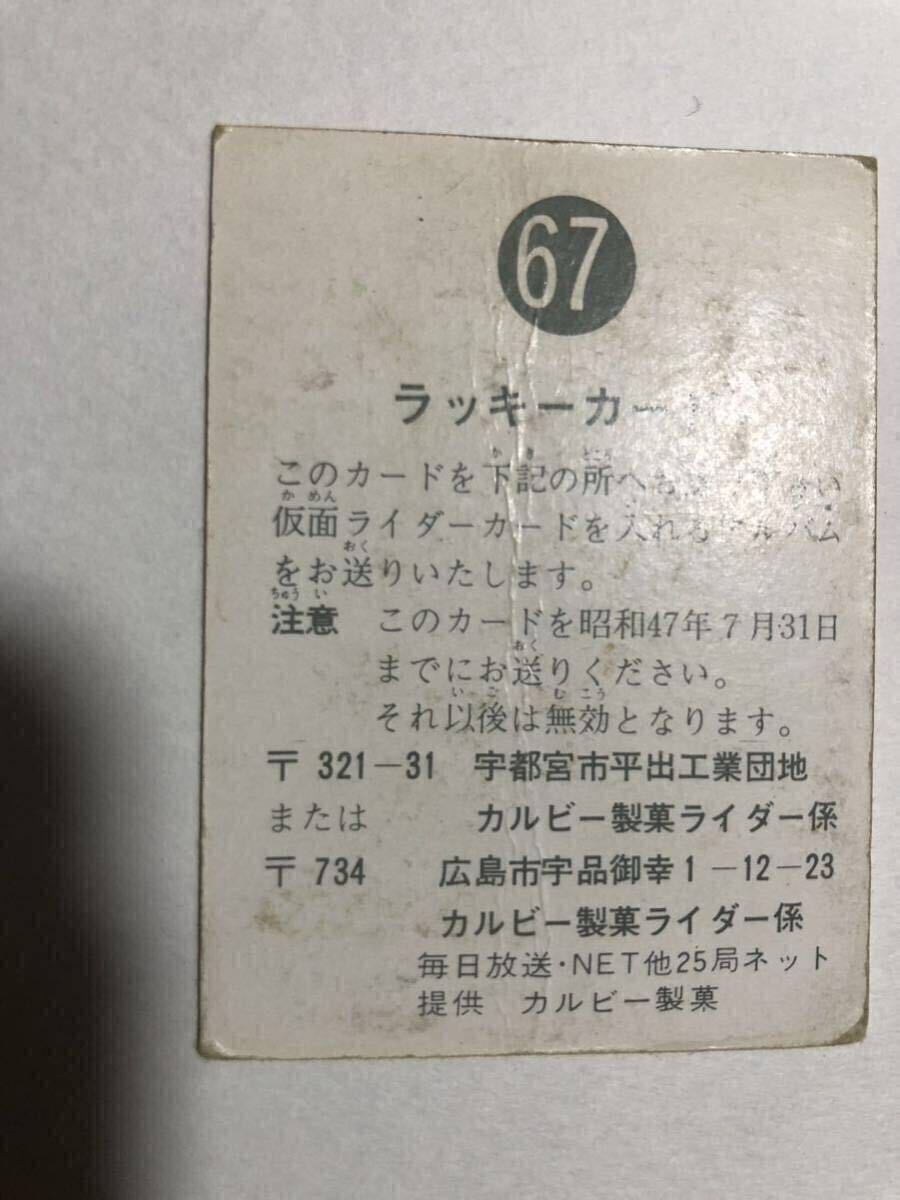 67
ラッキーカー
このカードを下記の所へお い
仮面ライダーカードを入れるアルバム
をお送りいたします。
注意 このカードを昭和47年7月31日
までにお送りください。
それ以後は無効となります。
〒 321-31 宇都宮市平出工業団地
または カルビー製菓ライダー係
〒 734 広島市宇品御幸1-12-23
カルビー製菓ライダー係
毎日放送・NET他25局ネット
提供 カルビー製菓